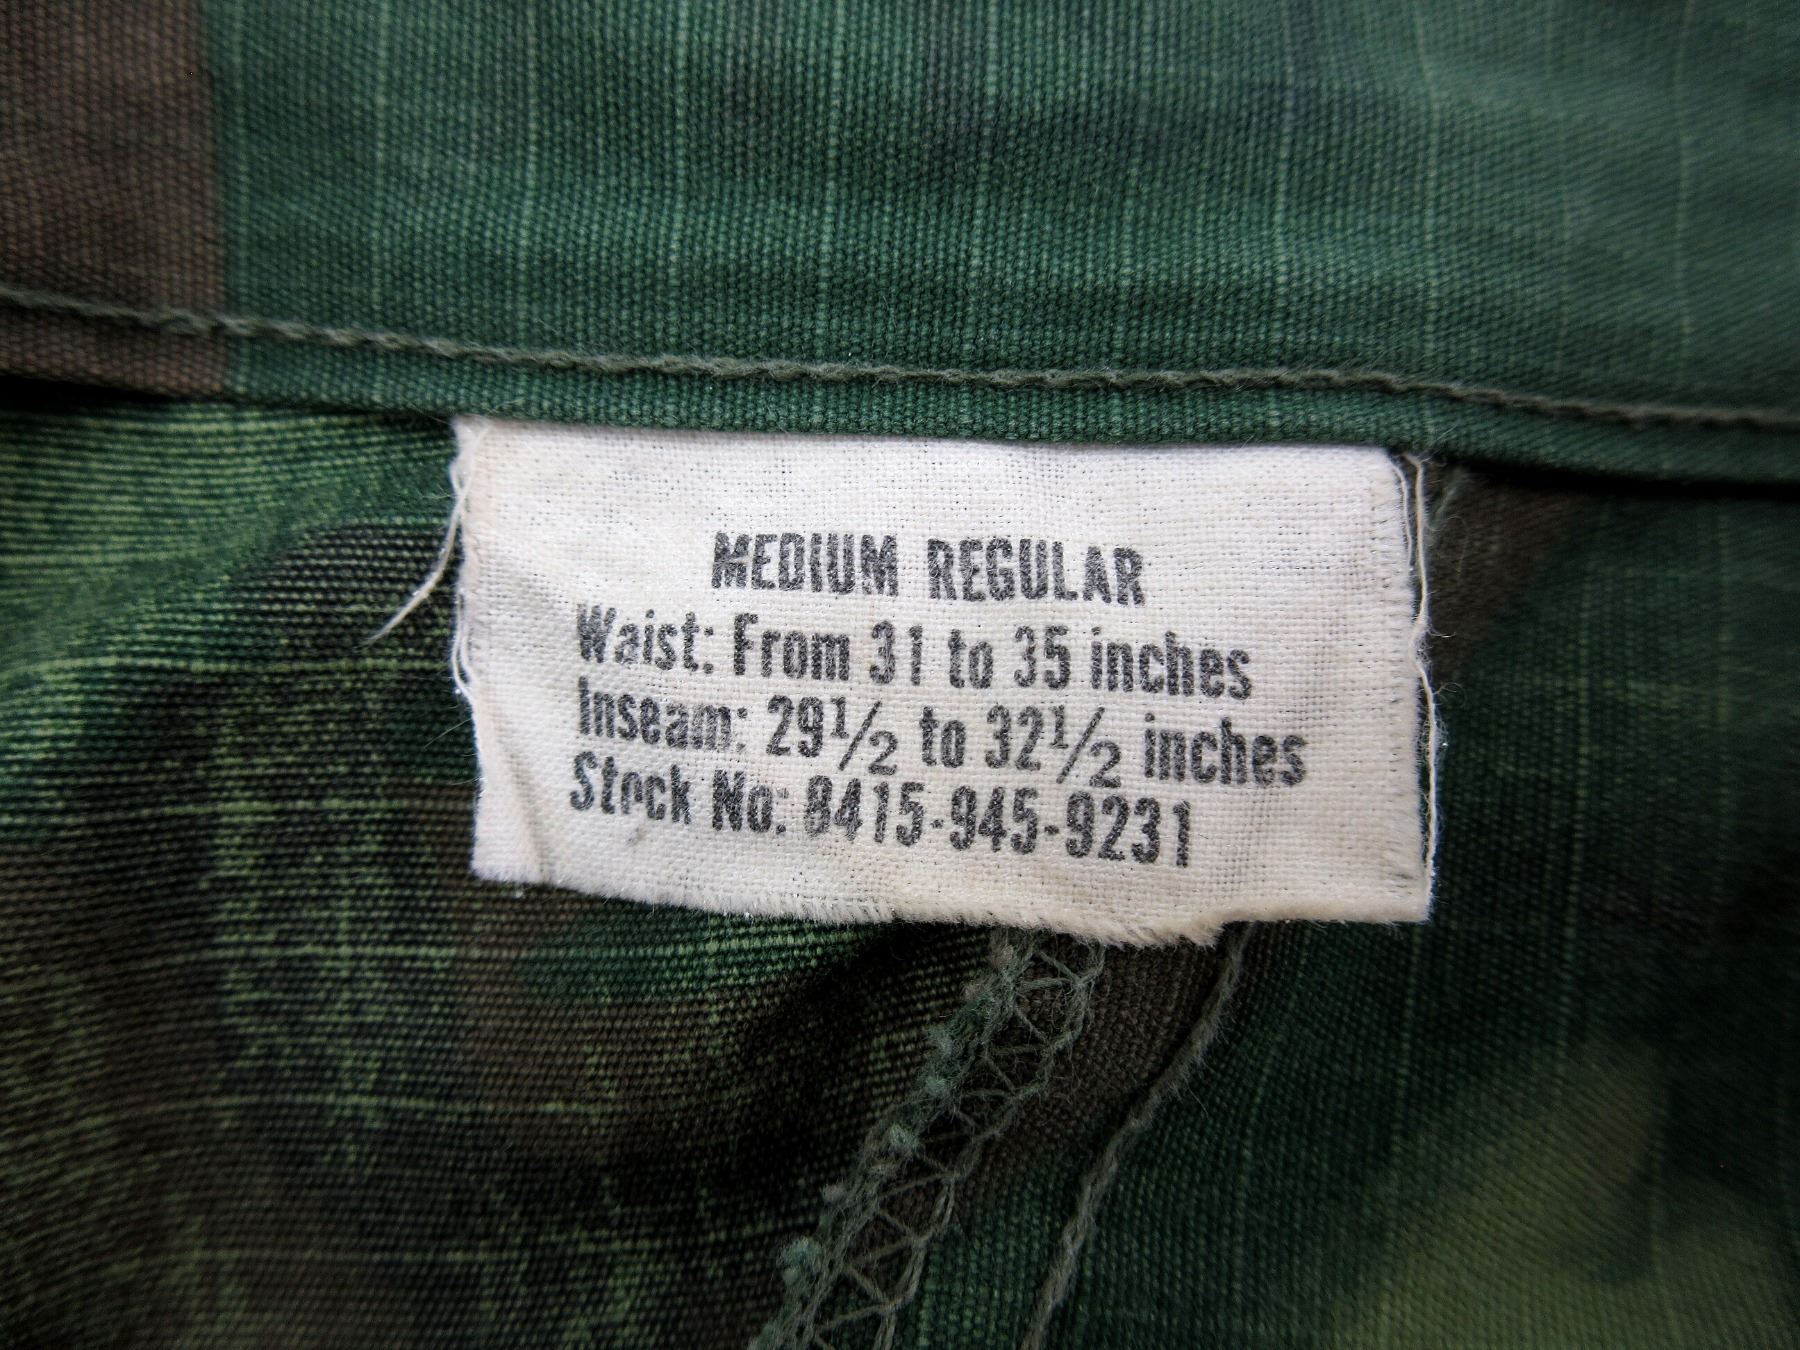 MEDIUM REGULAR
Waist: From 31 to 35 inches
Inseam: 29½ to 32½ inches
Stock No: 8415-945-9231